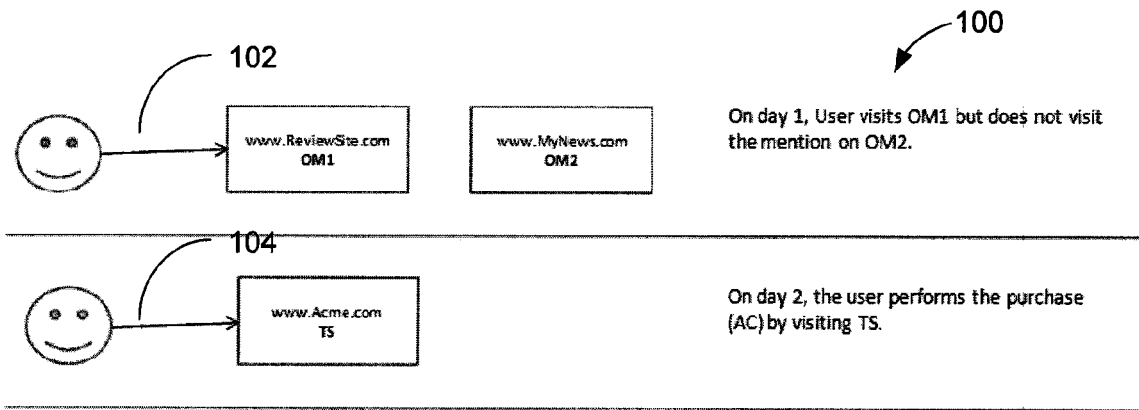 100
102
www.ReviewSite.com
OM1
www.MyNews.com
OM2
On day 1, User visits OM1 but does not visit
the mention on OM2.
104
www.Acme.com
TS
On day 2, the user performs the purchase
(AC) by visiting TS.